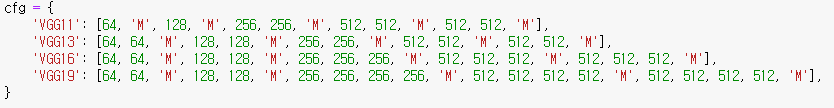 cfg = {
    'VGG11': [64, 'M', 128, 'M', 256, 256, 'M', 512, 512, 'M', 512, 512, 'M'],
    'VGG13': [64, 64, 'M', 128, 128, 'M', 256, 256, 'M', 512, 512, 'M', 512, 512, 'M'],
    'VGG16': [64, 64, 'M', 128, 128, 'M', 256, 256, 256, 'M', 512, 512, 512, 'M', 512, 512, 512, 'M'],
    'VGG19': [64, 64, 'M', 128, 128, 'M', 256, 256, 256, 256, 'M', 512, 512, 512, 512, 'M', 512, 512, 512, 512, 'M'],
}